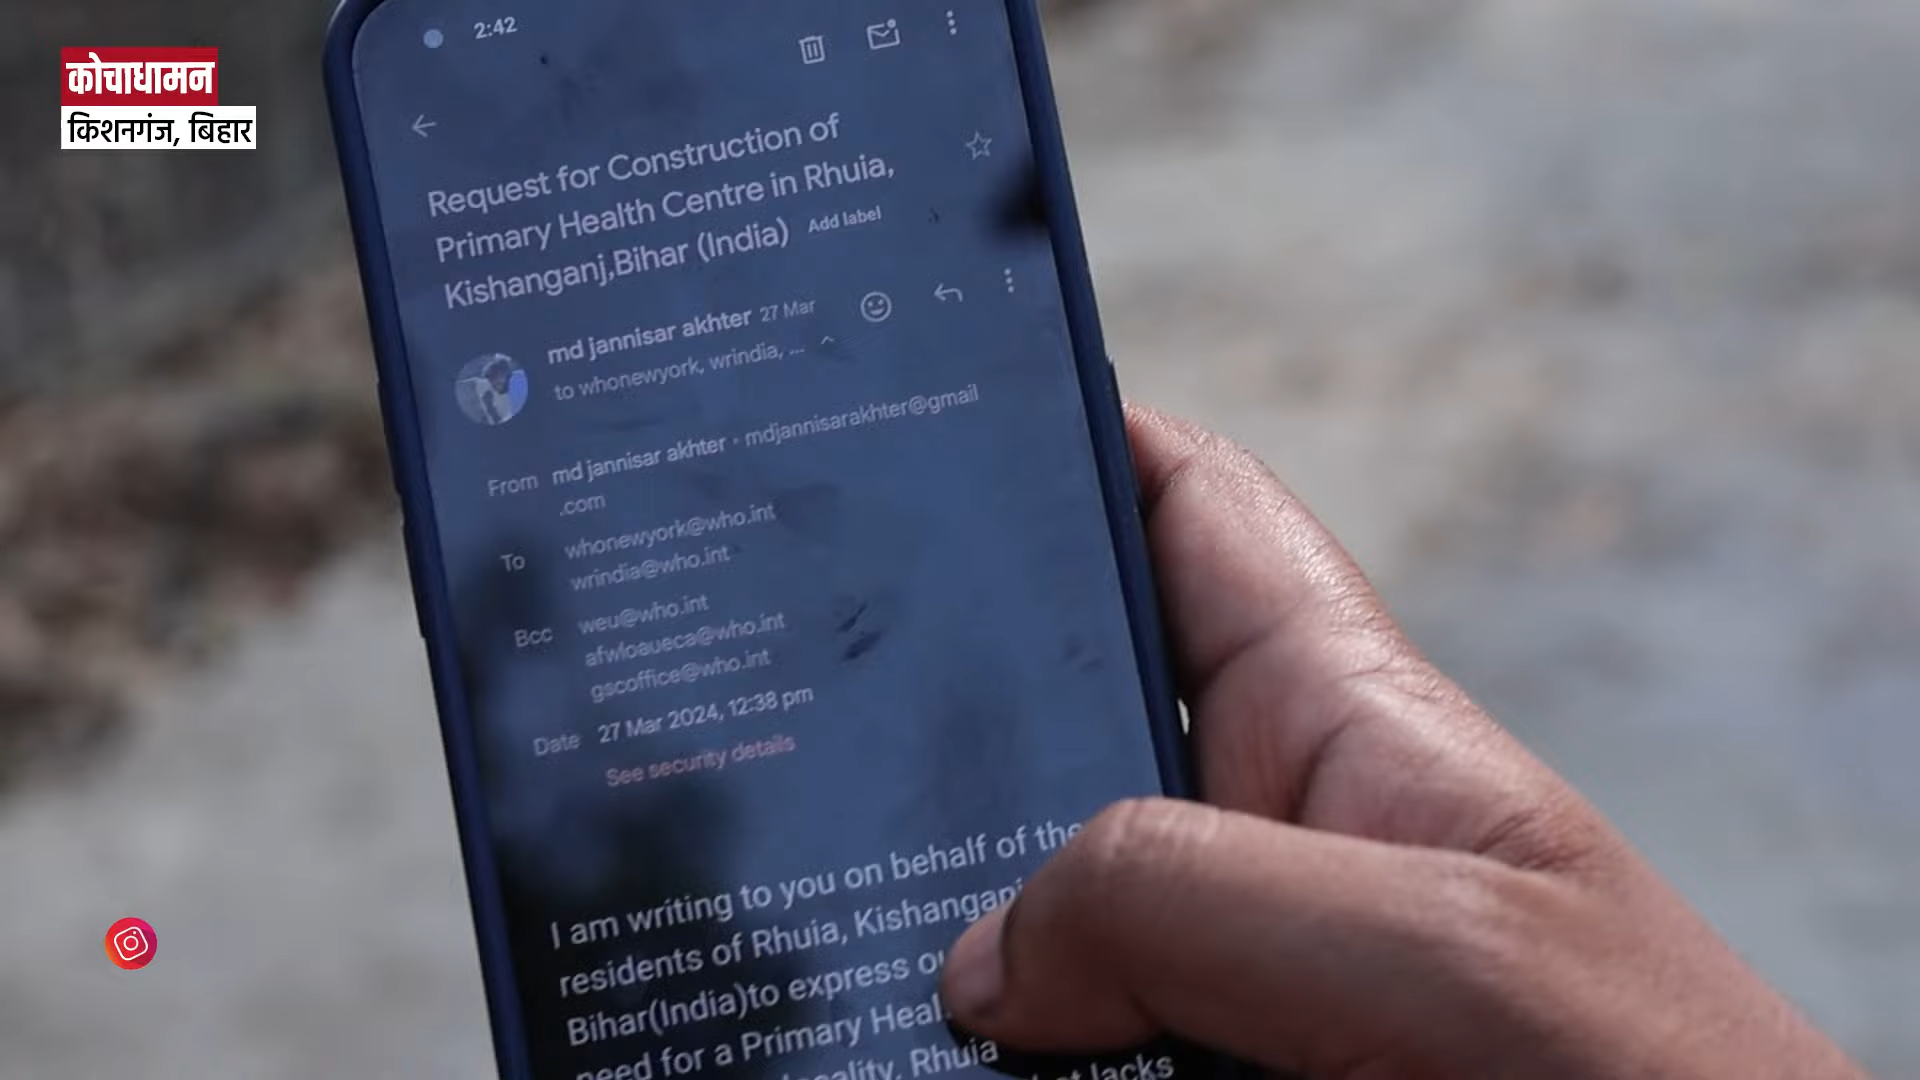 कोचाधामन
किशनगंज, बिहार
2:42
Request for Construction of
Primary Health Centre in Rhuia,
Kishanganj,Bihar (India) Add label
md jannisar akhter 27 Mar
to whonewyork, wrindia, ...
From md jannisar akhter • mdjannisarakhter@gmail
.com
To whonewyork@who.int
wrindia@who.int
Bcc weu@who.int
afwloaueca@who.int
gscoffice@who.int
Date 27 Mar 2024, 12:38 pm
See security details
I am writing to you on behalf of the
residents of Rhuia, Kishanganj
Bihar(India)to express
need for a Primary
Rhuia lacks